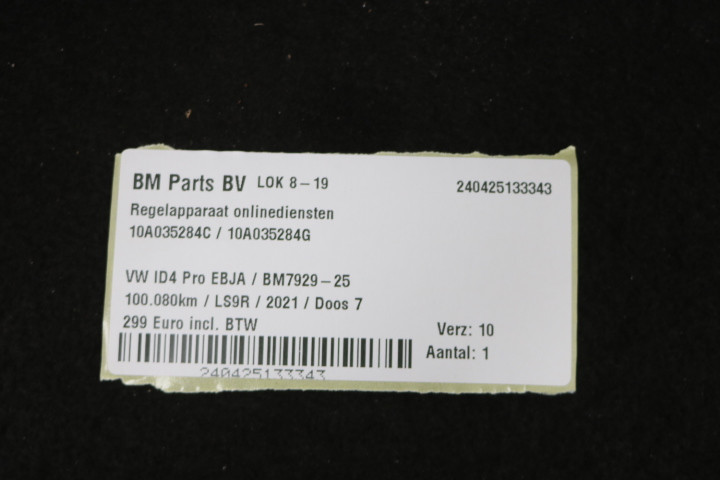 BM Parts BV LOK 8-19 240425133343
Regelapparaat onlinediensten
10A035284C / 10A035284G
VW ID4 Pro EBJA / BM7929-25
100.080km / LS9R / 2021 / Doos 7
299 Euro incl. BTW Verz: 10
Aantal: 1
240425133343